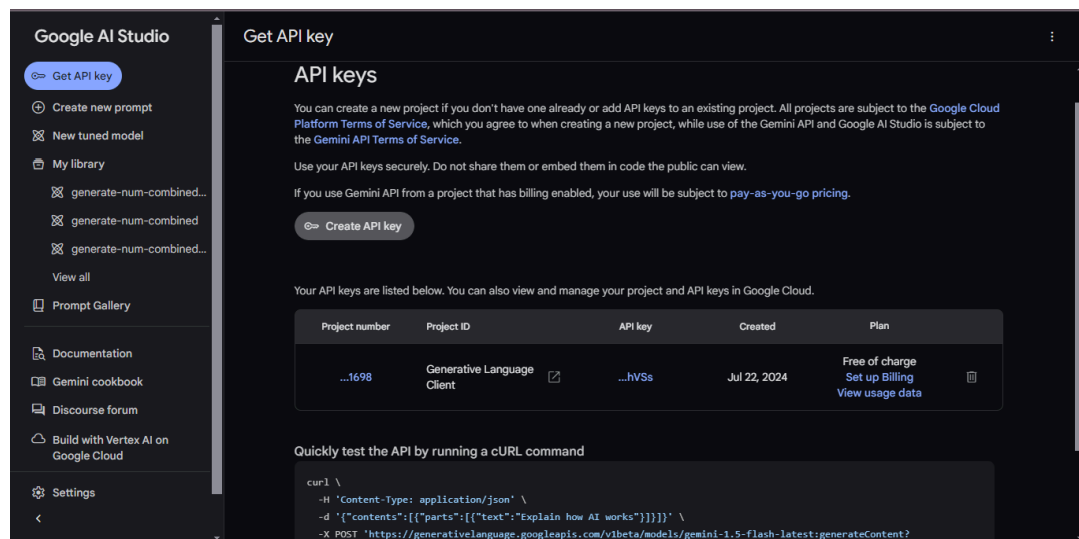 Google AI Studio
Get API key
Create new prompt
New tuned model
My library
generate-num-combined...
generate-num-combined
generate-num-combined...
View all
Prompt Gallery
Documentation
Gemini cookbook
Discourse forum
Build with Vertex AI on
Google Cloud
Settings
Get API key
API keys
You can create a new project if you don't have one already or add API keys to an existing project. All projects are subject to the Google Cloud
Platform Terms of Service, which you agree to when creating a new project, while use of the Gemini API and Google AI Studio is subject to
the Gemini API Terms of Service.
Use your API keys securely. Do not share them or embed them in code the public can view.
If you use Gemini API from a project that has billing enabled, your use will be subject to pay-as-you-go pricing.
Create API key
Your API keys are listed below. You can also view and manage your project and API keys in Google Cloud.
Project number Project ID API key Created Plan
...1698 Generative Language Client ...hVSs Jul 22, 2024 Free of charge
Set up Billing
View usage data
Quickly test the API by running a cURL command
curl \
-H 'Content-Type: application/json' \
-d '{"contents":[{"parts":[{"text":"Explain how AI works"}]}]}' \
-X POST 'https://generativelanguage.googleapis.com/v1beta/models/gemini-1.5-flash-latest:generateContent?